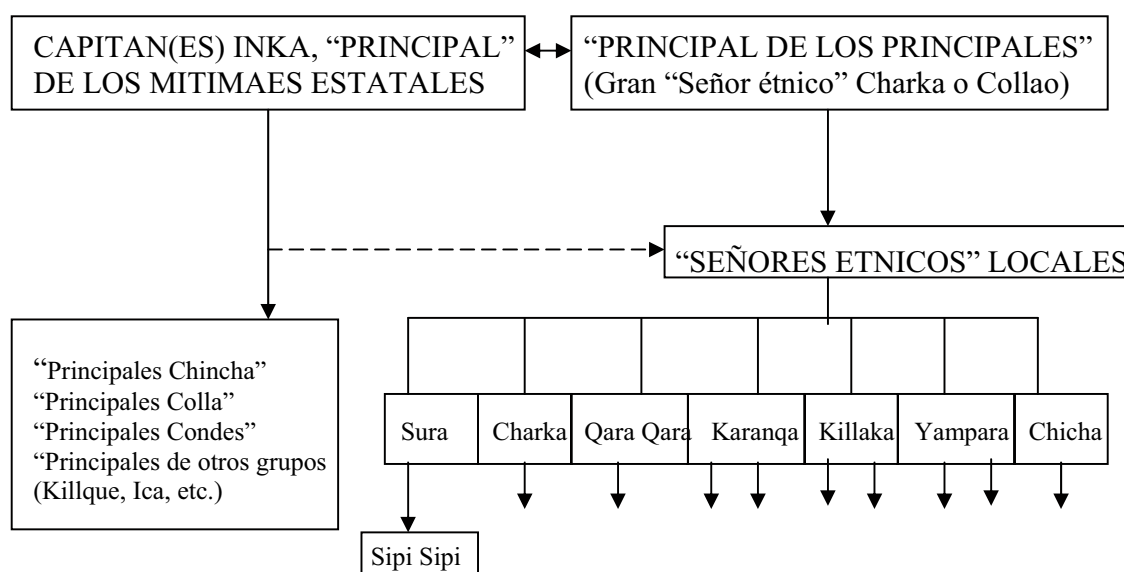 CAPITAN(ES) INKA, “PRINCIPAL”
DE LOS MITIMAES ESTATALES
“PRINCIPAL DE LOS PRINCIPALES”
(Gran “Señor étnico” Charka o Collao)
“SEÑORES ETNICOS” LOCALES
“Principales Chincha”
“Principales Colla”
“Principales Condes”
“Principales de otros grupos
(Killque, Ica, etc.)
Sura Charka Qara Qara Karanqa Killaka Yampara Chicha
Sipi Sipi